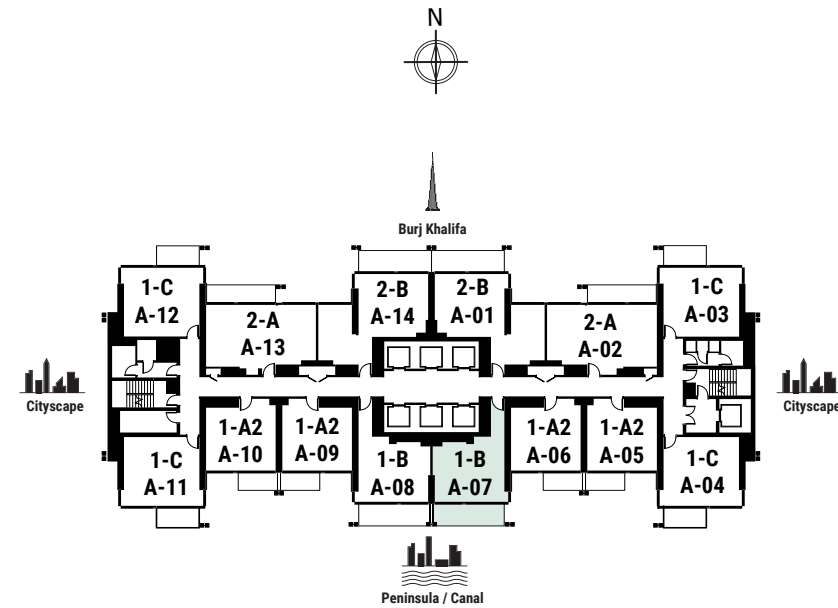 N
Burj Khalifa
1-C
A-12
2-A
A-13
2-B
A-14
2-B
A-01
2-A
A-02
1-C
A-03
Cityscape
Cityscape
1-C
A-11
1-A2
A-10
1-A2
A-09
1-B
A-08
1-B
A-07
1-A2
A-06
1-A2
A-05
1-C
A-04
Peninsula / Canal